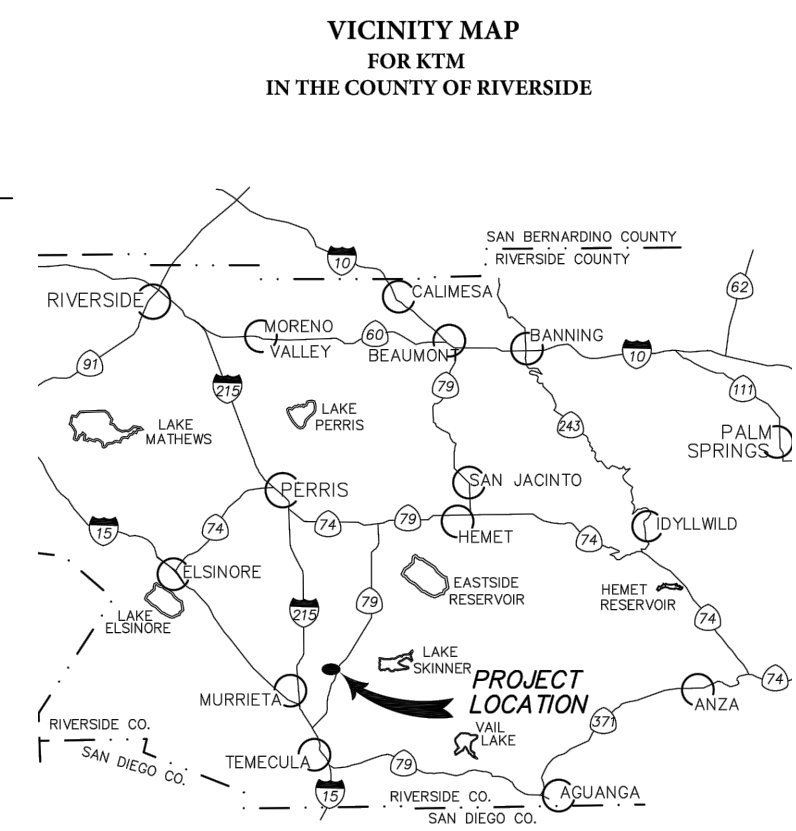 VICINITY MAP
FOR KTM
IN THE COUNTY OF RIVERSIDE
SAN BERNARDINO COUNTY
RIVERSIDE COUNTY
10
CALIMESA
62
RIVERSIDE
MORENO
VALLEY
60
BEAUMONT
BANNING
10
91
215
79
111
LAKE
MATHEWS
LAKE
PERRIS
243
PALM
SPRINGS
PERRIS
SAN JACINTO
15
74
74
79
HEMET
74
IDYLLWILD
ELSINORE
LAKE
ELSINORE
215
79
EASTSIDE
RESERVOIR
HEMET
RESERVOIR
74
LAKE
SKINNER
PROJECT
LOCATION
74
MURRIETA
ANZA
371
RIVERSIDE CO.
SAN DIEGO CO.
VAIL
LAKE
TEMECULA
79
15
RIVERSIDE CO.
SAN DIEGO CO.
AGUANGA